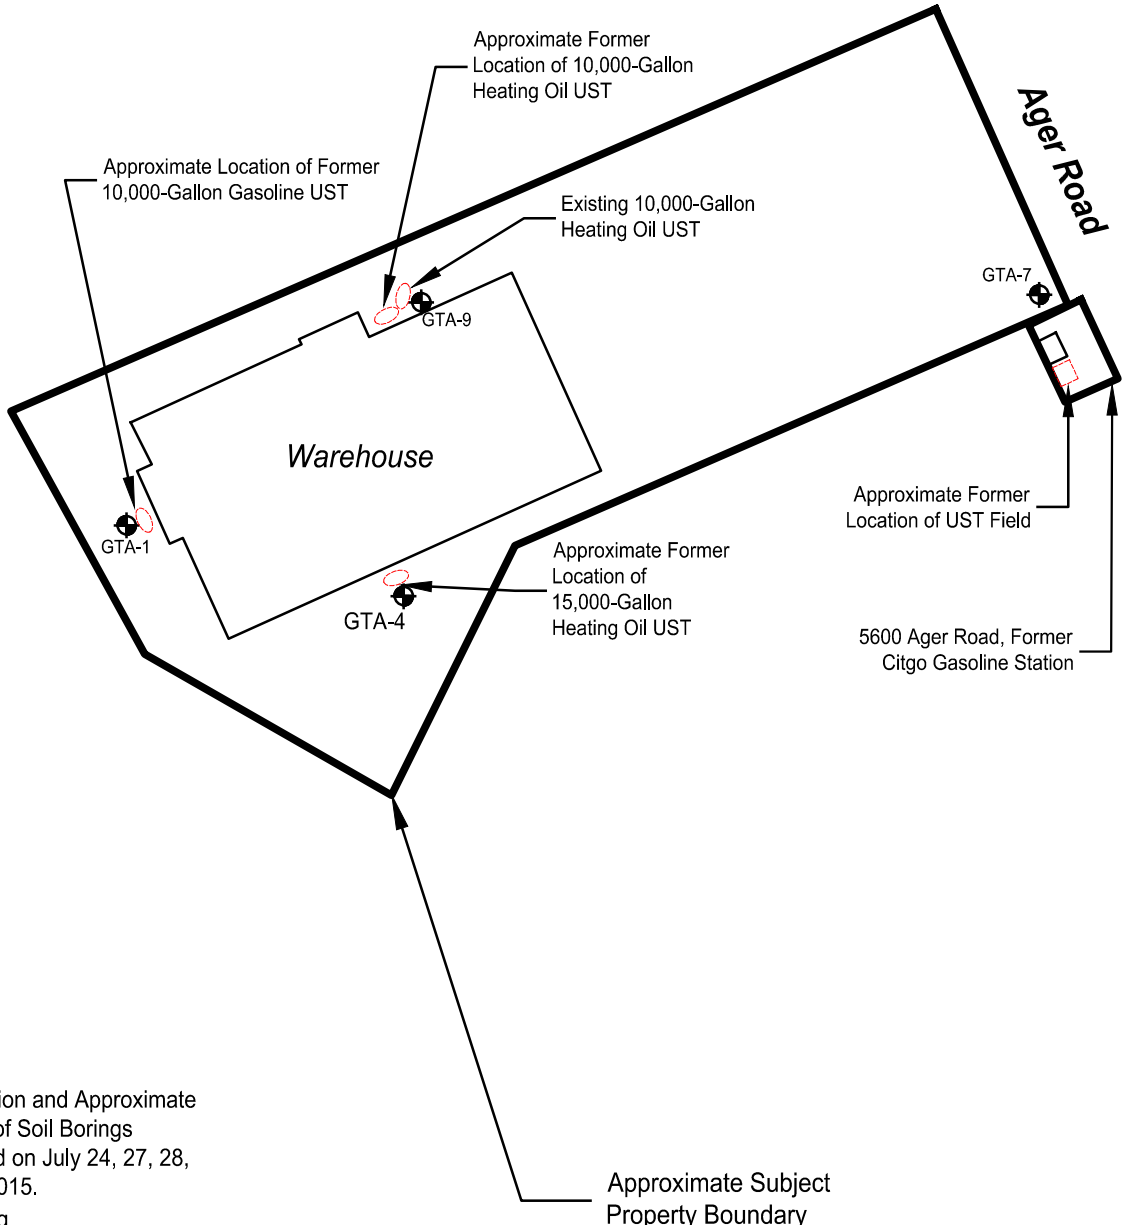 Approximate Former
Location of 10,000-Gallon
Heating Oil UST
Ager Road
Approximate Location of Former
10,000-Gallon Gasoline UST
Existing 10,000-Gallon
Heating Oil UST
GTA-7
GTA-9
Warehouse
Approximate Former
Location of UST Field
GTA-1
Approximate Former
Location of
15,000-Gallon
Heating Oil UST
GTA-4
5600 Ager Road, Former
Citgo Gasoline Station
ion and Approximate
of Soil Borings
d on July 24, 27, 28,
015.
Approximate Subject
Property Boundary